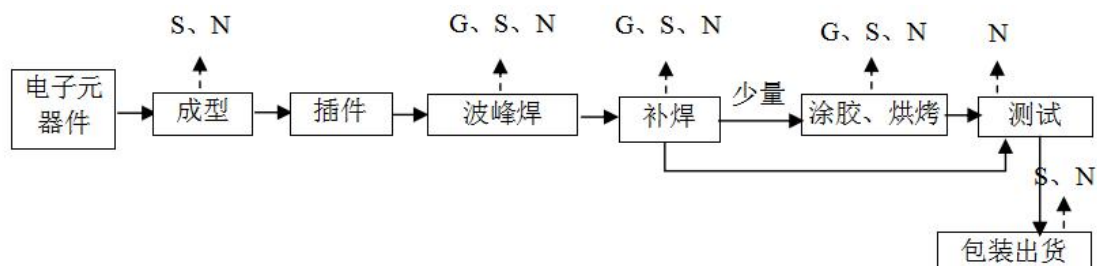 S、N
G、S、N
G、S、N
G、S、N
N
电子元
器件
成型
插件
波峰焊
补焊
少量
涂胶、烘烤
测试
S、N
包装出货